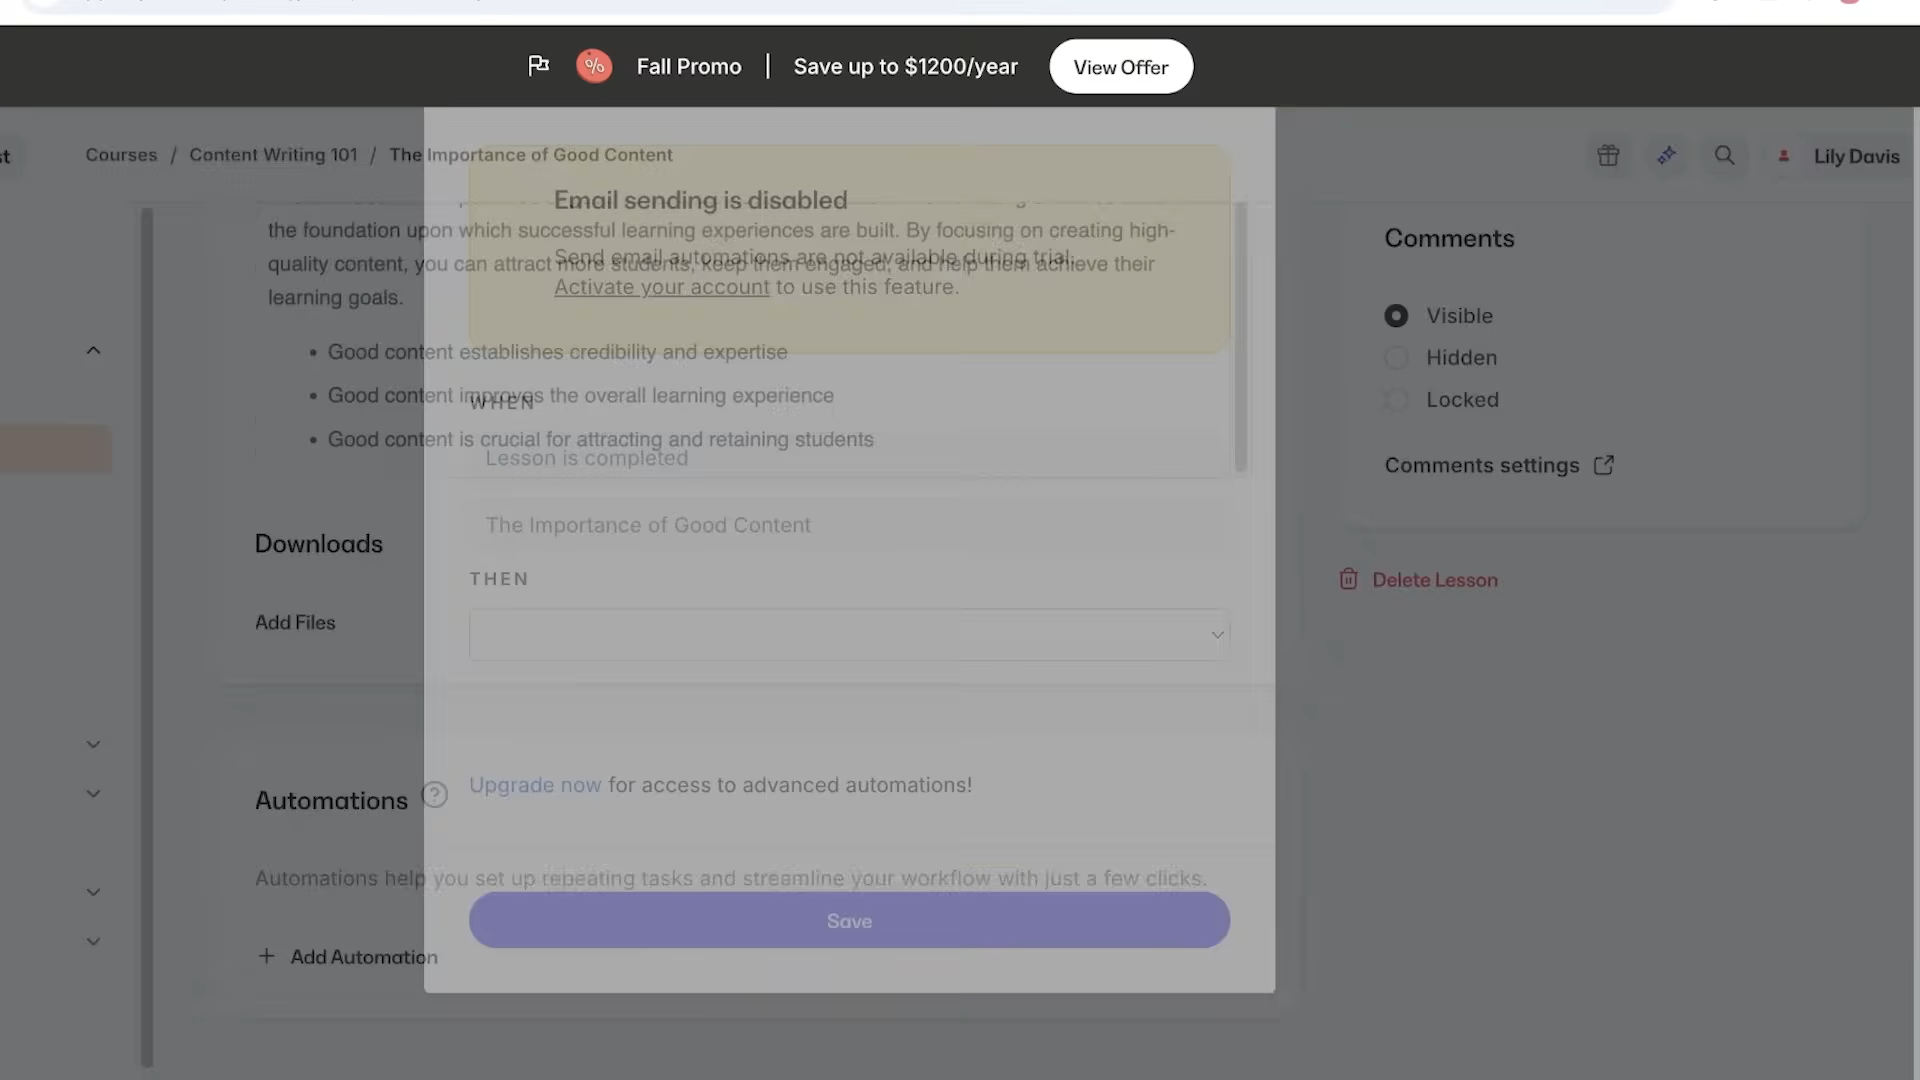 Fall Promo | Save up to $1200/year View Offer
Courses / Content Writing 101 / The Importance of Good Content
Lily Davis
Email sending is disabled
the foundation upon which successful learning experiences are built. By focusing on creating high-
Send email automations are not available during trial.
quality content, you can attract more students, keep them engaged, and help them achieve their
Activate your account to use this feature.
learning goals.
• Good content establishes credibility and expertise
• Good content improves the overall learning experience
WHEN
• Good content is crucial for attracting and retaining students
Lesson is completed
The Importance of Good Content
THEN
Downloads
Add Files
Upgrade now for access to advanced automations!
Automations
Automations help you set up repeating tasks and streamline your workflow with just a few clicks.
Save
+ Add Automation
Comments
Visible
Hidden
Locked
Comments settings
Delete Lesson